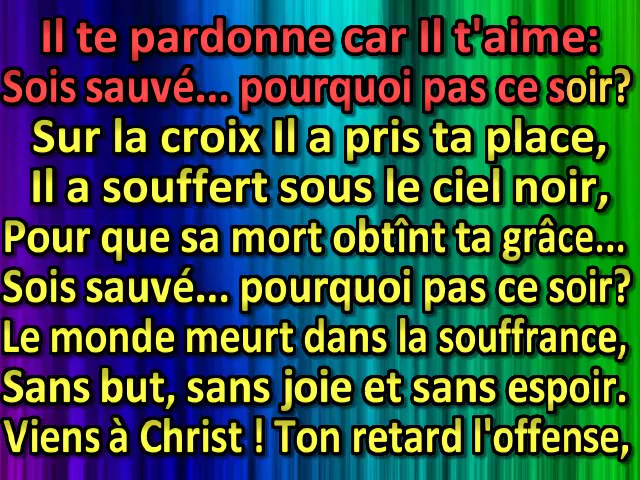 Il te pardonne car Il t'aime:
Sois sauvé... pourquoi pas ce soir?
Sur la croix Il a pris ta place,
Il a souffert sous le ciel noir,
Pour que sa mort obtînt ta grâce...
Sois sauvé... pourquoi pas ce soir?
Le monde meurt dans la souffrance,
Sans but, sans joie et sans espoir.
Viens à Christ ! Ton retard l'offense,